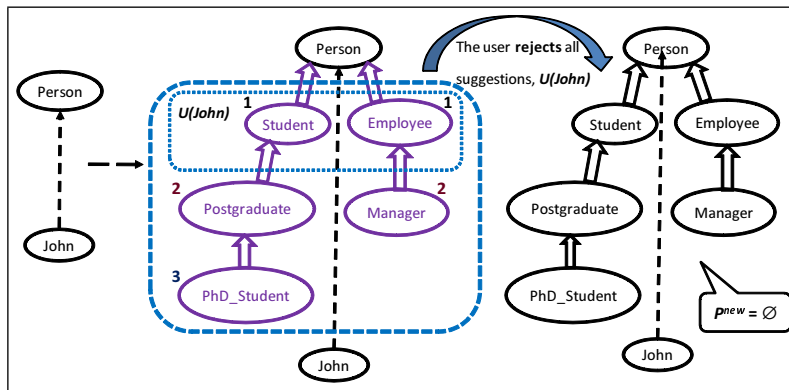 Person
John
Person
U(John)
1
Student
1
Employee
2
Postgraduate
2
Manager
3
PhD_Student
John
The user rejects all
suggestions, U(John)
Person
Student
Employee
Postgraduate
Manager
PhD_Student
John
P^new = ∅